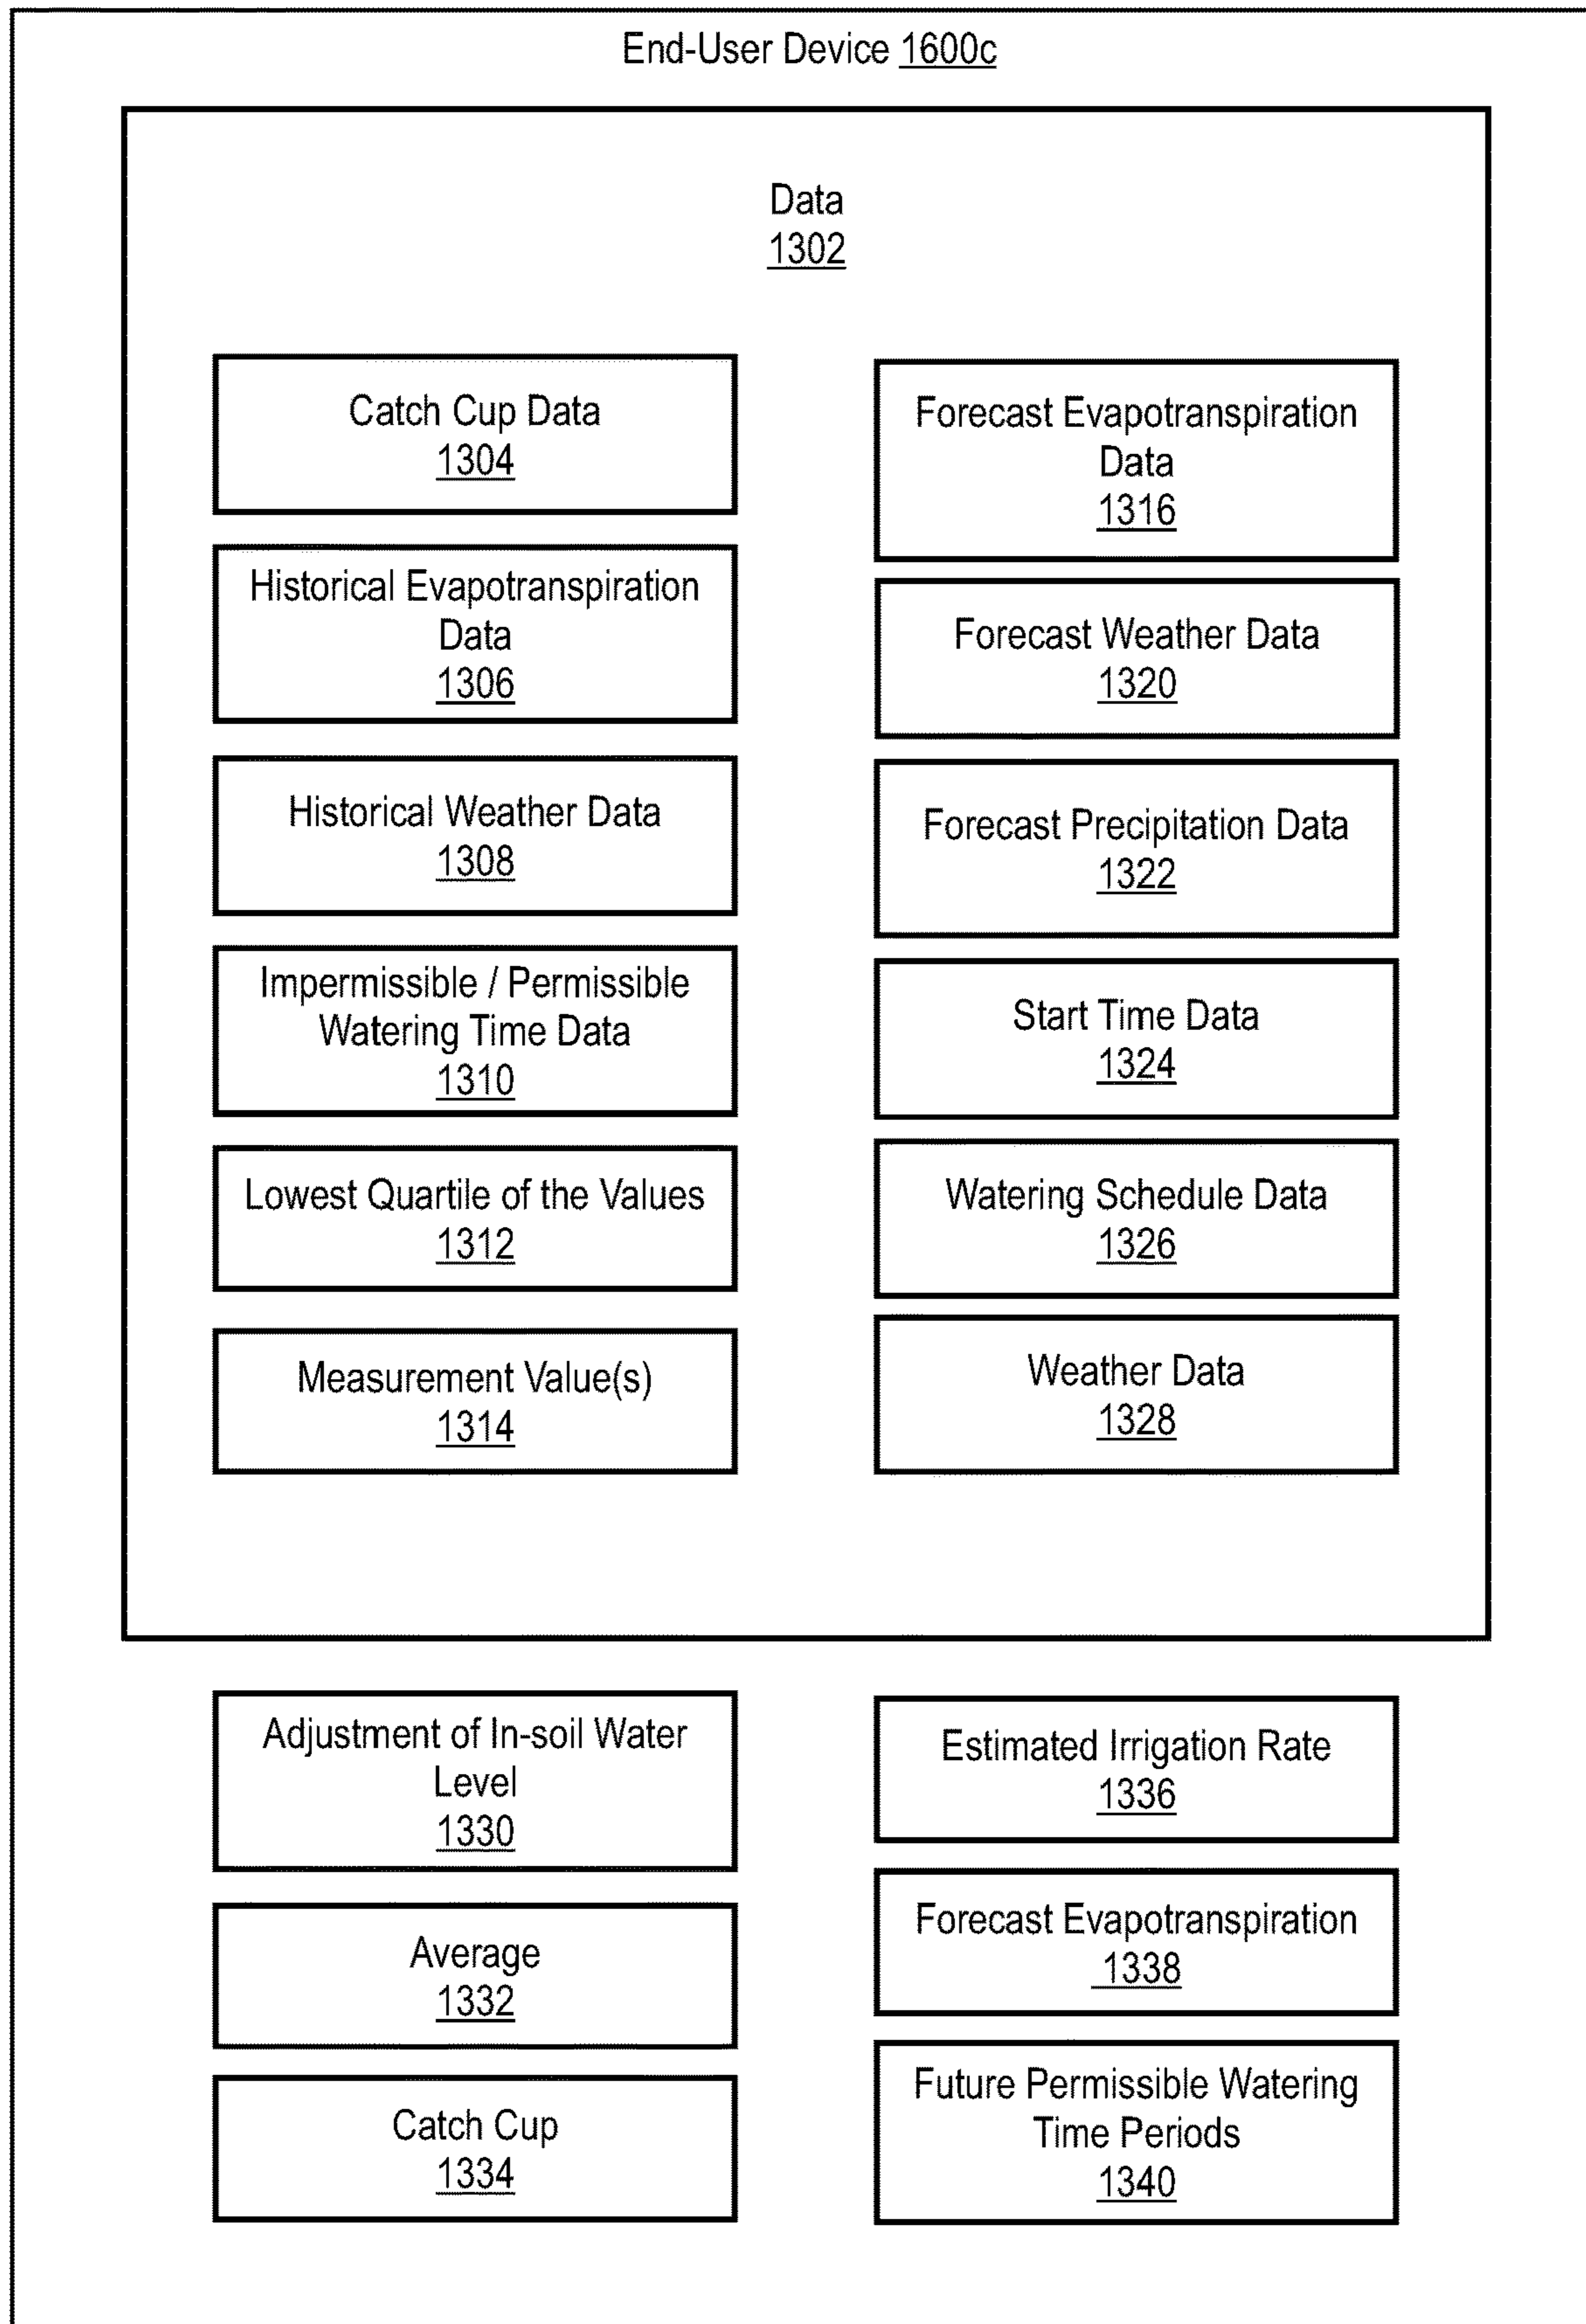 End-User Device 1600c
Data
1302
Catch Cup Data
1304
Historical Evapotranspiration
Data
1306
Historical Weather Data
1308
Impermissible / Permissible
Watering Time Data
1310
Lowest Quartile of the Values
1312
Measurement Value(s)
1314
Forecast Evapotranspiration
Data
1316
Forecast Weather Data
1320
Forecast Precipitation Data
1322
Start Time Data
1324
Watering Schedule Data
1326
Weather Data
1328
Adjustment of In-soil Water
Level
1330
Average
1332
Catch Cup
1334
Estimated Irrigation Rate
1336
Forecast Evapotranspiration
1338
Future Permissible Watering
Time Periods
1340